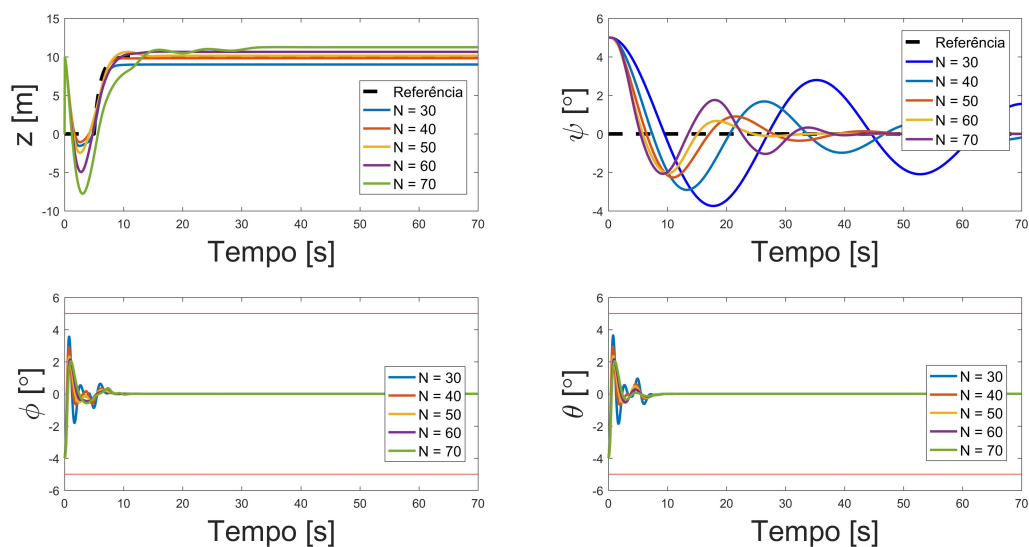 15
10
5
0
-5
-10
z [m]
0 10 20 30 40 50 60 70
Tempo [s]
Referência
N = 30
N = 40
N = 50
N = 60
N = 70
6
4
2
0
-2
-4
ψ [°]
0 10 20 30 40 50 60 70
Tempo [s]
Referência
N = 30
N = 40
N = 50
N = 60
N = 70
6
4
2
0
-2
-4
-6
ϕ [°]
0 10 20 30 40 50 60 70
Tempo [s]
N = 30
N = 40
N = 50
N = 60
N = 70
6
4
2
0
-2
-4
-6
θ [°]
0 10 20 30 40 50 60 70
Tempo [s]
N = 30
N = 40
N = 50
N = 60
N = 70